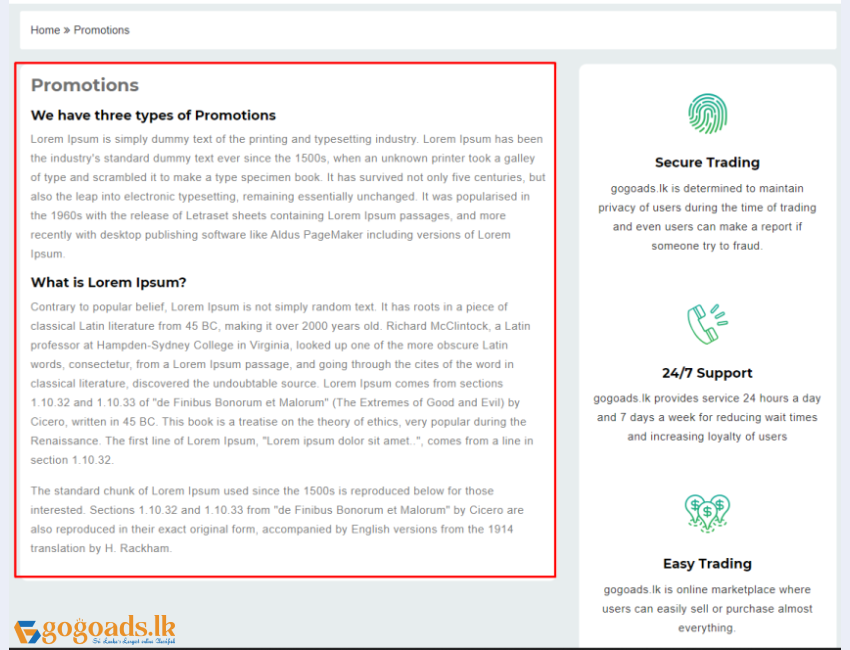 Home » Promotions
Promotions
We have three types of Promotions
Lorem Ipsum is simply dummy text of the printing and typesetting industry. Lorem Ipsum has been
the industry's standard dummy text ever since the 1500s, when an unknown printer took a galley
of type and scrambled it to make a type specimen book. It has survived not only five centuries, but
also the leap into electronic typesetting, remaining essentially unchanged. It was popularised in
the 1960s with the release of Letraset sheets containing Lorem Ipsum passages, and more
recently with desktop publishing software like Aldus PageMaker including versions of Lorem
Ipsum.
What is Lorem Ipsum?
Contrary to popular belief, Lorem Ipsum is not simply random text. It has roots in a piece of
classical Latin literature from 45 BC, making it over 2000 years old. Richard McClintock, a Latin
professor at Hampden-Sydney College in Virginia, looked up one of the more obscure Latin
words, consectetur, from a Lorem Ipsum passage, and going through the cites of the word in
classical literature, discovered the undoubtable source. Lorem Ipsum comes from sections
1.10.32 and 1.10.33 of "de Finibus Bonorum et Malorum" (The Extremes of Good and Evil) by
Cicero, written in 45 BC. This book is a treatise on the theory of ethics, very popular during the
Renaissance. The first line of Lorem Ipsum, "Lorem ipsum dolor sit amet..", comes from a line in
section 1.10.32.
The standard chunk of Lorem Ipsum used since the 1500s is reproduced below for those
interested. Sections 1.10.32 and 1.10.33 from "de Finibus Bonorum et Malorum" by Cicero are
also reproduced in their exact original form, accompanied by English versions from the 1914
translation by H. Rackham.
Secure Trading
gogoads.lk is determined to maintain
privacy of users during the time of trading
and even users can make a report if
someone try to fraud.
24/7 Support
gogoads.lk provides service 24 hours a day
and 7 days a week for reducing wait times
and increasing loyalty of users
Easy Trading
gogoads.lk is online marketplace where
users can easily sell or purchase almost
everything.
gogoads.lk
Sri Lanka's Largest online Classified